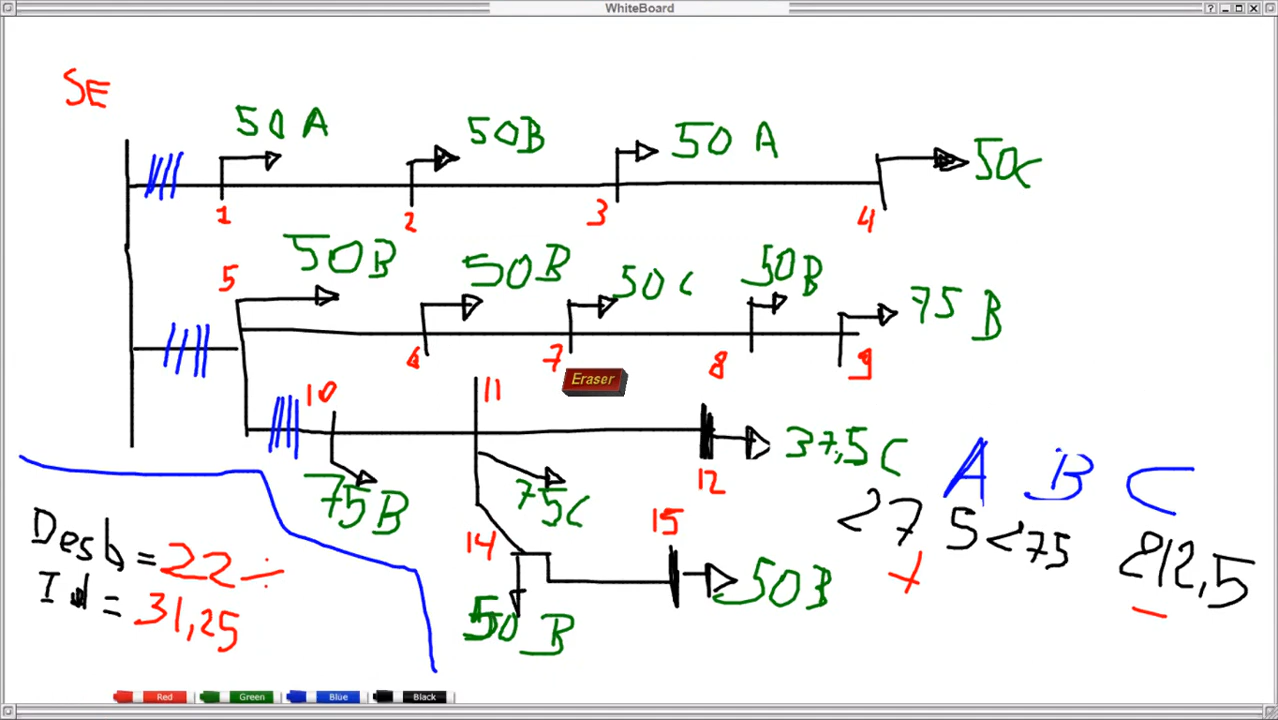 WhiteBoard
SE
50 A
50B
50 A
50C
1
2
3
4
50B
50B
50C
50B
75 B
5
6
7
8
9
Eraser
10
11
37,5 C
12
A B C
75B
75C
15
275 275 212,5
+ -
14
50B
50 B
Desb = 22 ÷
Id = 31,25
Red Green Blue Black